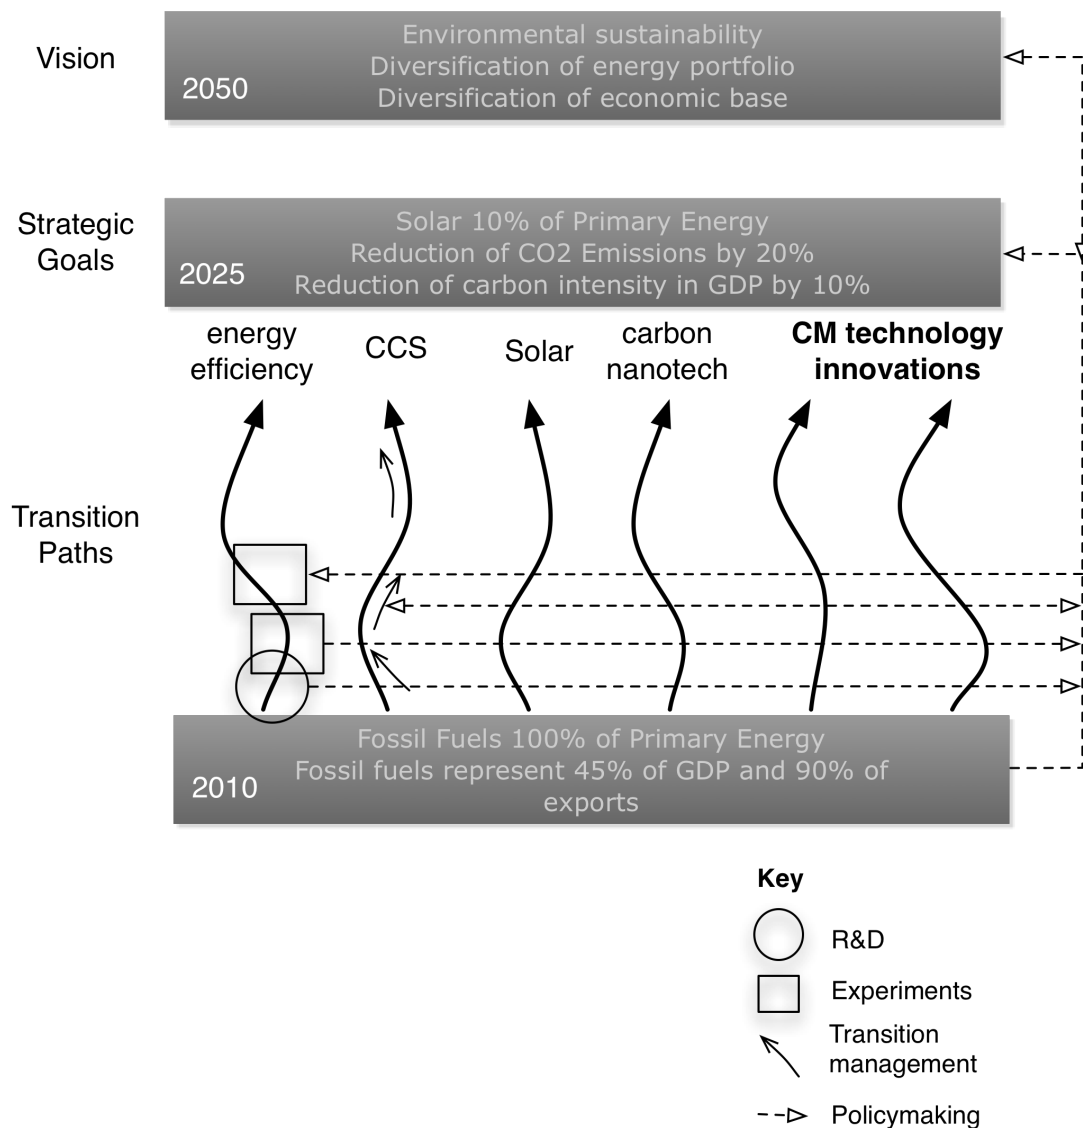 Vision
Environmental sustainability
Diversification of energy portfolio
2050
Diversification of economic base
Strategic
Goals
Solar 10% of Primary Energy
Reduction of CO2 Emissions by 20%
2025
Reduction of carbon intensity in GDP by 10%
energy
efficiency
CCS
Solar
carbon
nanotech
CM technology
innovations
Transition
Paths
Fossil Fuels 100% of Primary Energy
Fossil fuels represent 45% of GDP and 90% of
2010
exports
Key
R&D
Experiments
Transition
management
Policymaking